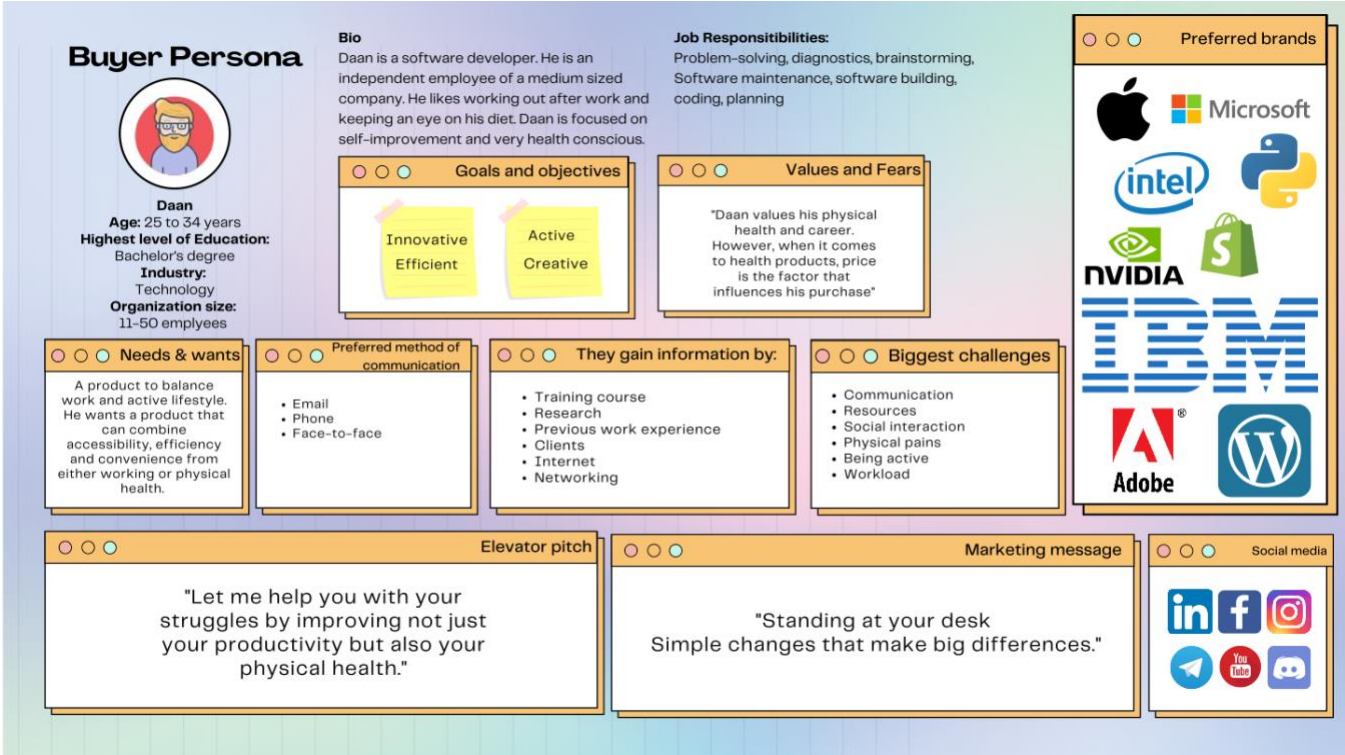 Buyer Persona
Daan
Age: 25 to 34 years
Highest level of Education:
Bachelor's degree
Industry:
Technology
Organization size:
11-50 emplyees
Bio
Daan is a software developer. He is an
independent employee of a medium sized
company. He likes working out after work and
keeping an eye on his diet. Daan is focused on
self-improvement and very health conscious.
Job Responsitibilities:
Problem-solving, diagnostics, brainstorming,
Software maintenance, software building,
coding, planning
Goals and objectives
Innovative
Efficient
Active
Creative
Values and Fears
"Daan values his physical
health and career.
However, when it comes
to health products, price
is the factor that
influences his purchase"
Preferred brands
Microsoft
intel
NVIDIA
S
IBM
Adobe
W
Needs & wants
A product to balance
work and active lifestyle.
He wants a product that
can combine
accessibility, efficiency
and convenience from
either working or physical
health.
Preferred method of
communication
• Email
• Phone
• Face-to-face
They gain information by:
• Training course
• Research
• Previous work experience
• Clients
• Internet
• Networking
Biggest challenges
• Communication
• Resources
• Social interaction
• Physical pains
• Being active
• Workload
Elevator pitch
"Let me help you with your
struggles by improving not just
your productivity but also your
physical health."
Marketing message
"Standing at your desk
Simple changes that make big differences."
Social media
in
f
You
Tube